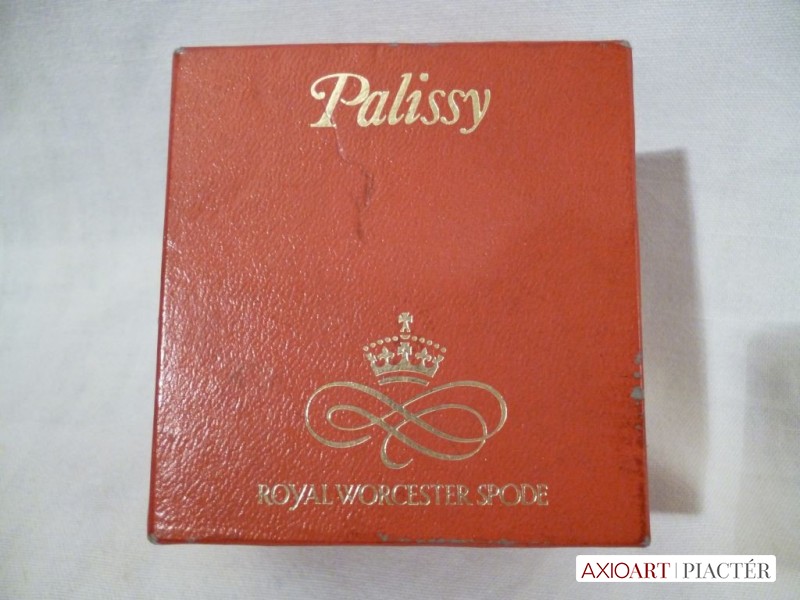 Palissy
ROYAL WORCESTER SPODE
AXIOART | PIACTÉR